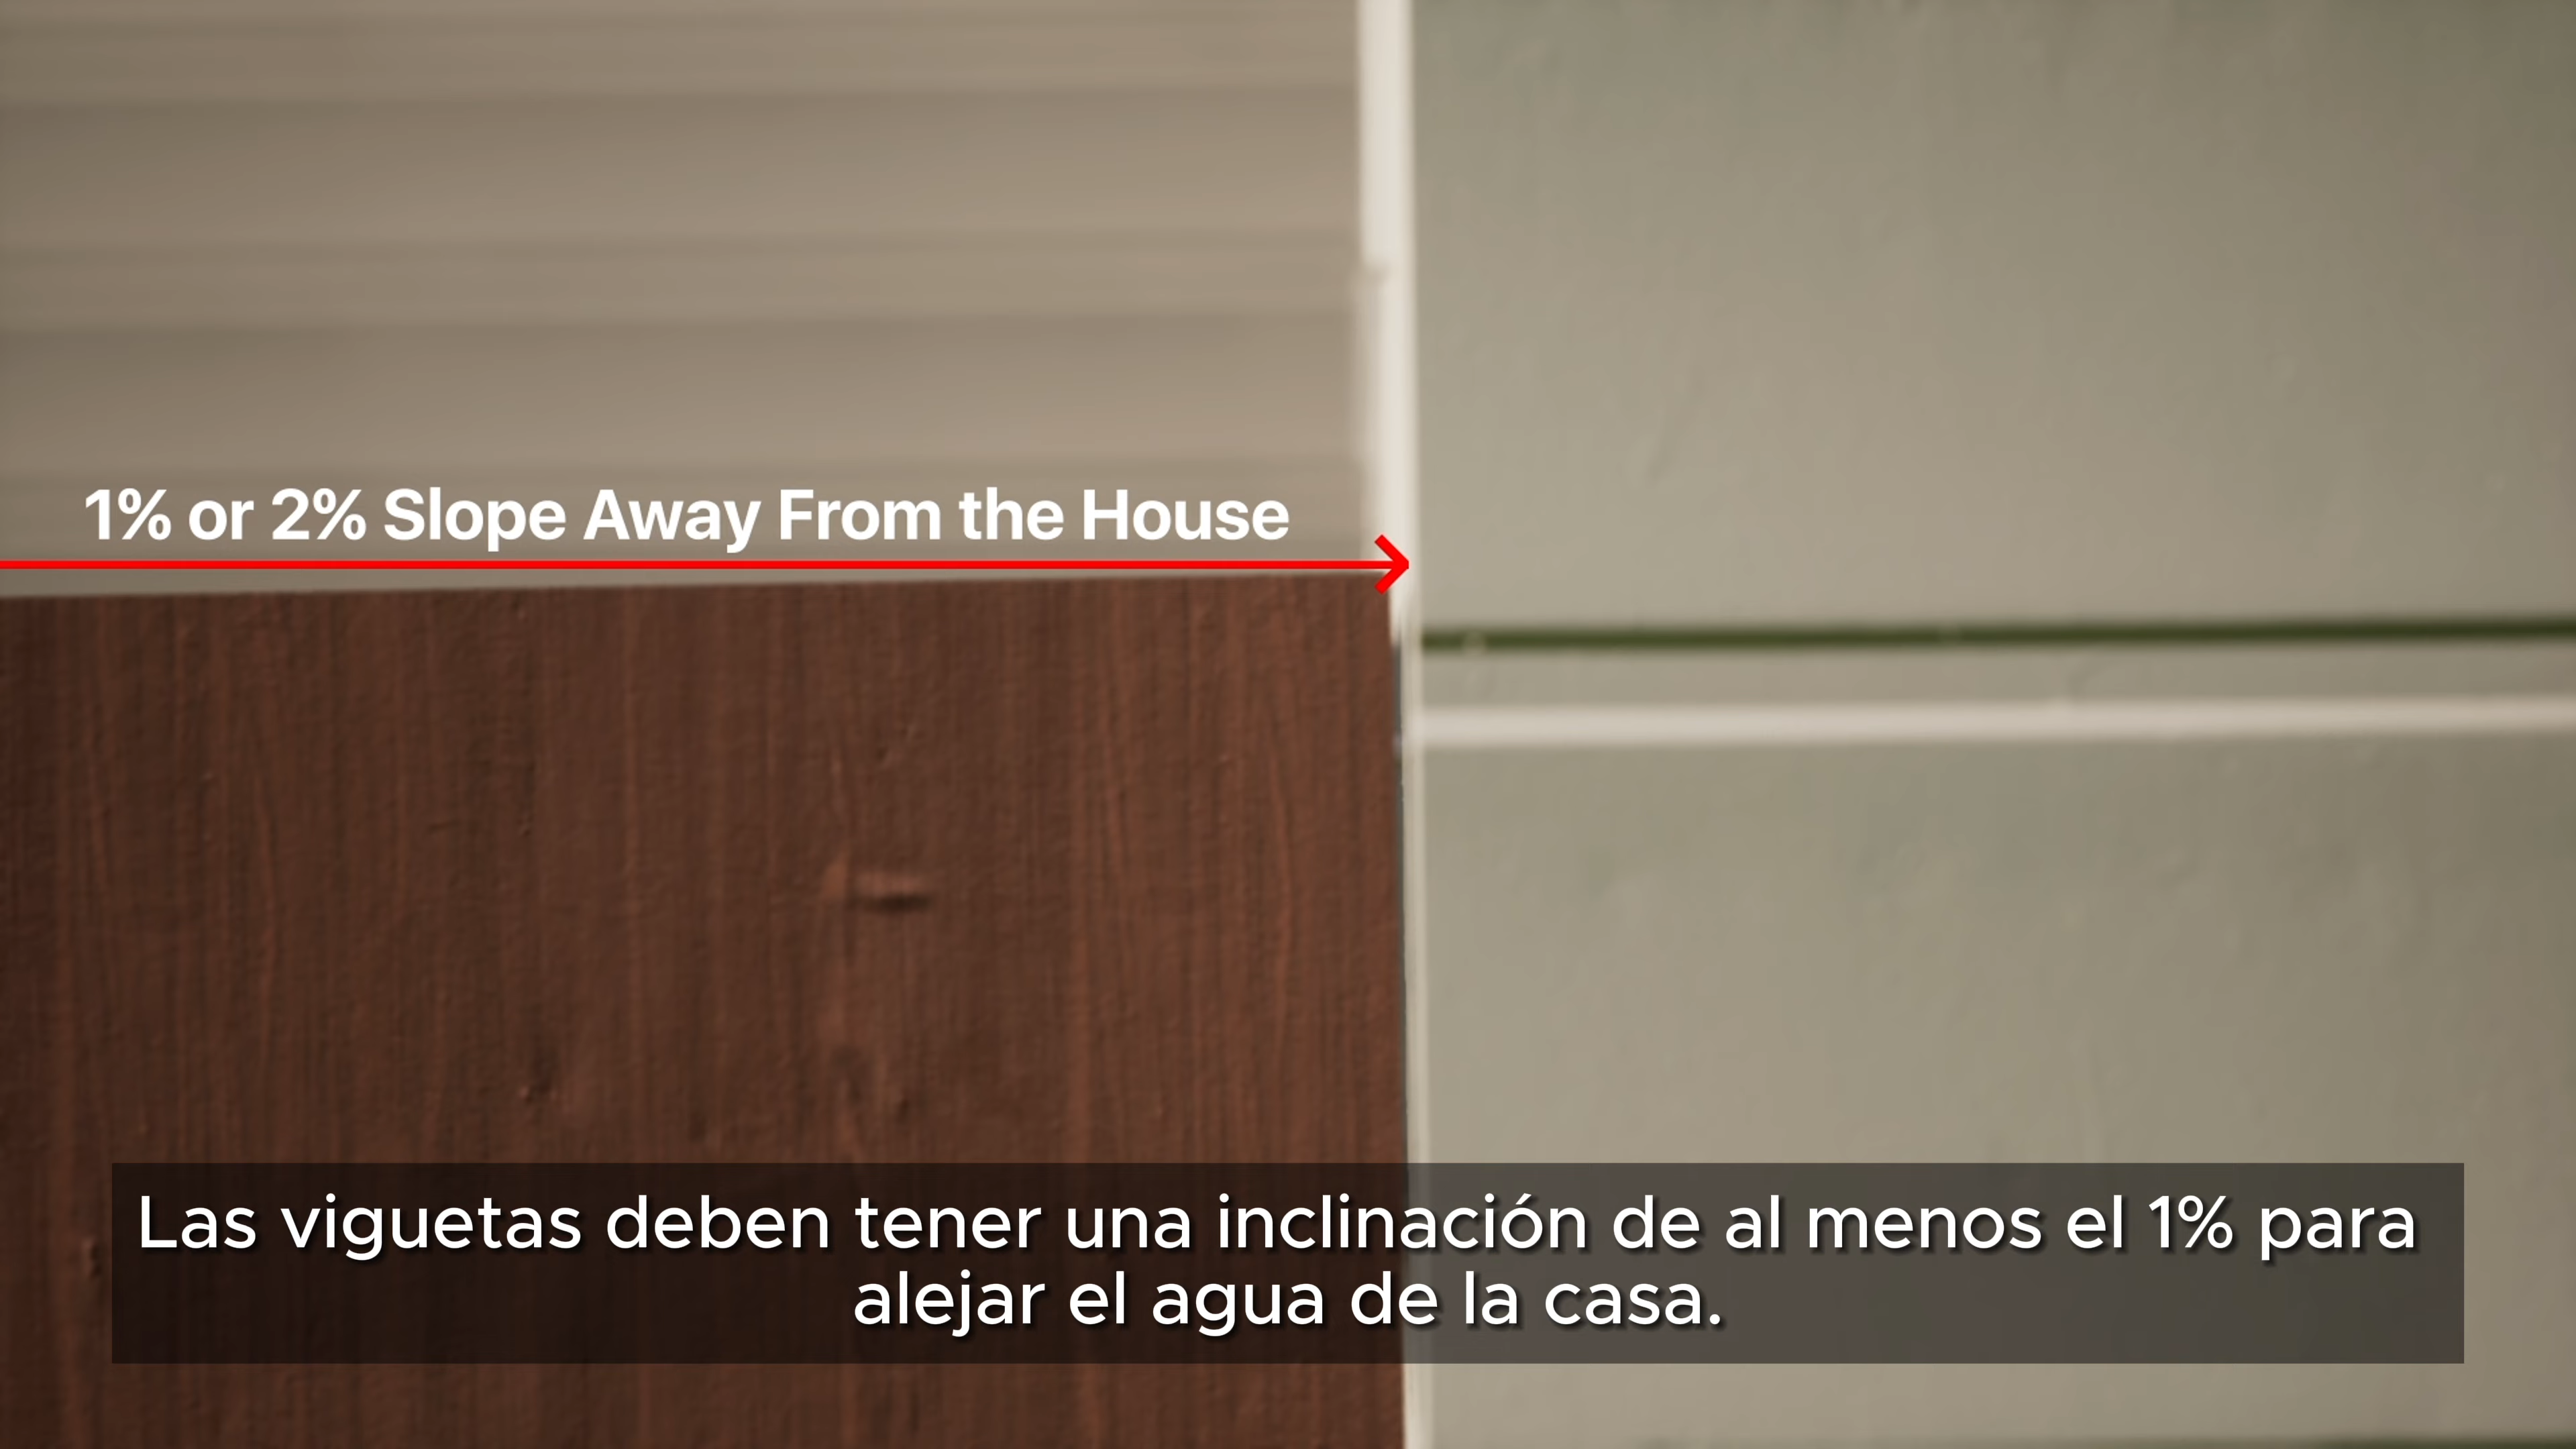 1% or 2% Slope Away From the House
Las viguetas deben tener una inclinación de al menos el 1% para
alejar el agua de la casa.